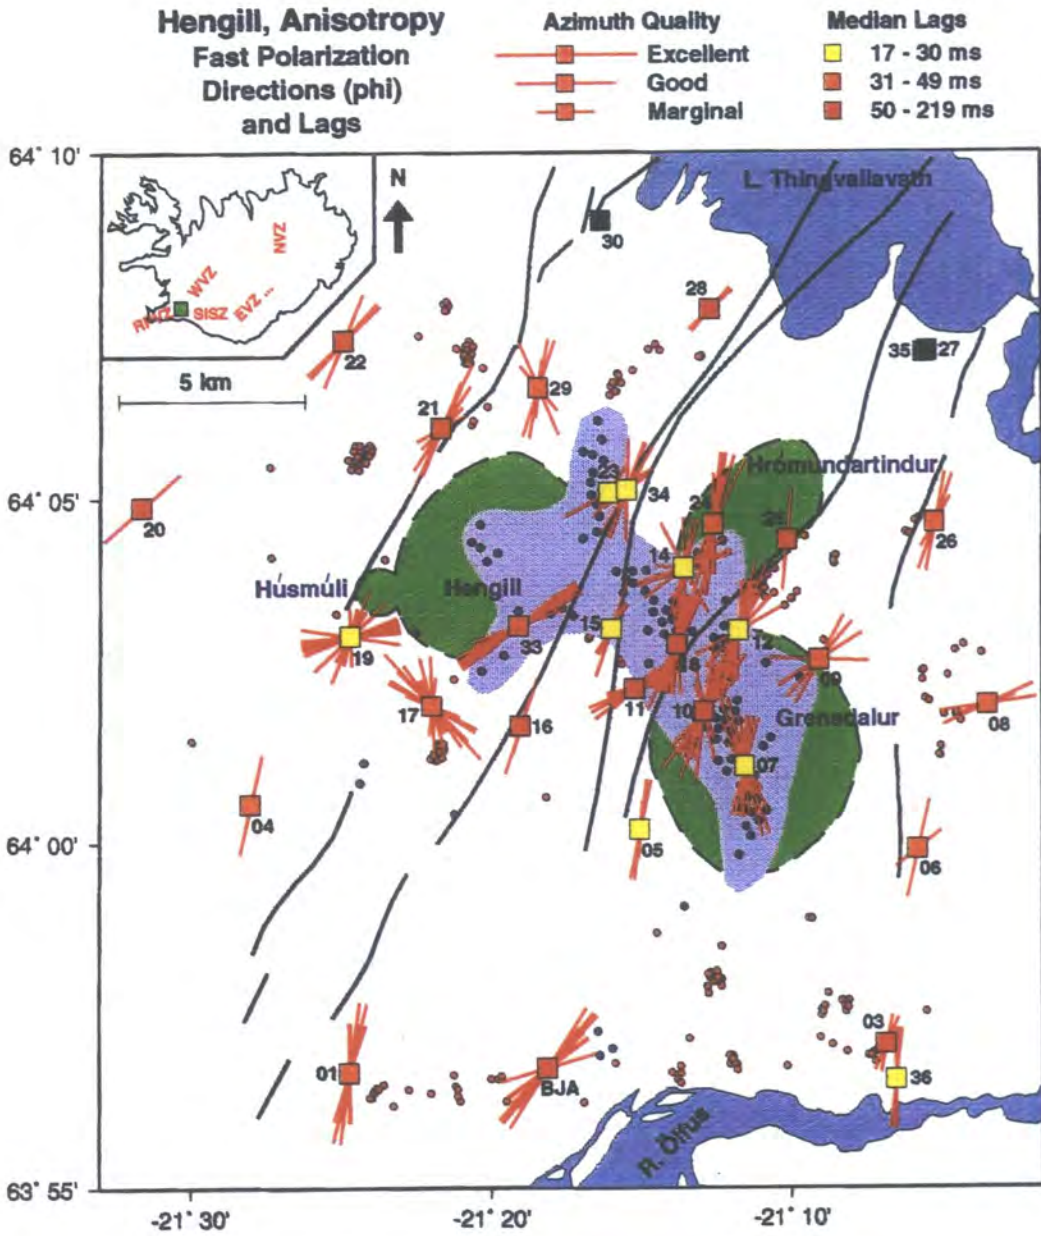 Hengill, Anisotropy
Fast Polarization
Directions (phi)
and Lags
Azimuth Quality
Excellent
Good
Marginal
Median Lags
17 - 30 ms
31 - 49 ms
50 - 219 ms
64° 10'
N
L. Thingvallavath
30
NVZ
WVZ
SISZ
EVZ ...
28
22
35
27
5 km
29
21
Hrómundartindur
23
34
64° 05'
24
20
26
14
Húsmúli
Hengill
15
12
19
33
18
09
11
17
10
08
16
Grensdalur
07
04
05
64° 00'
06
03
01
BJA
36
R. Ölfus
63° 55'
-21° 30'
-21° 20'
-21° 10'